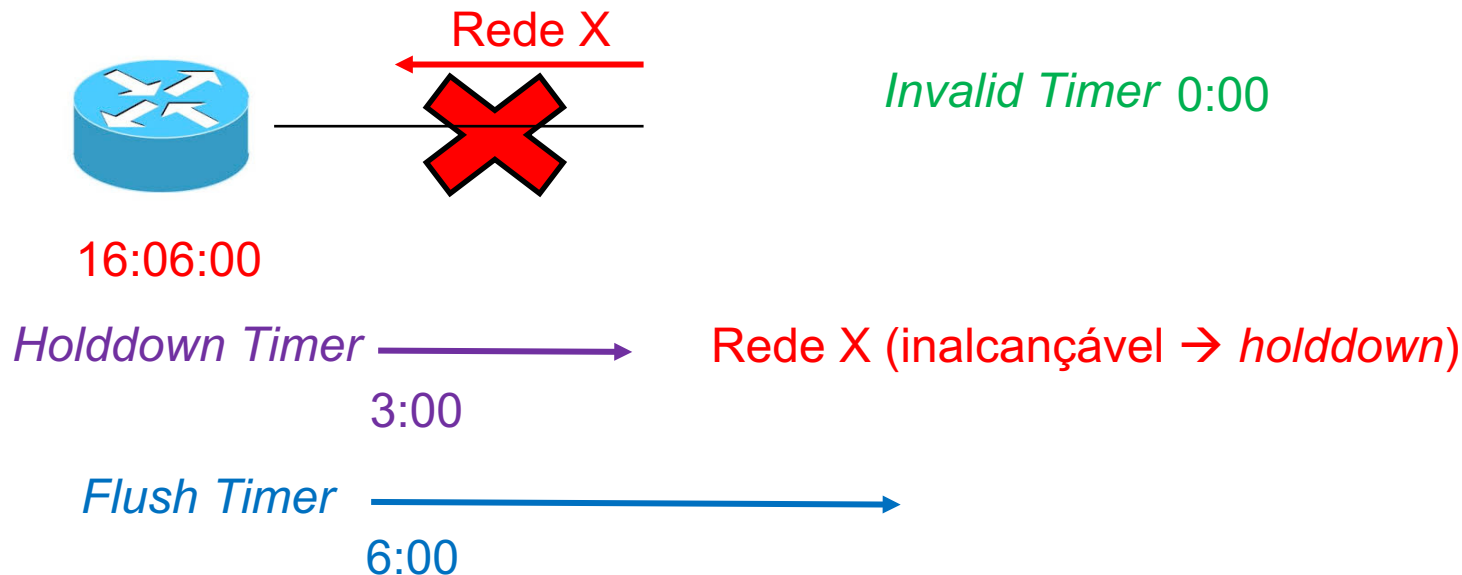 Rede X
Invalid Timer 0:00
16:06:00
Holddown Timer
Rede X (inalcançável → holddown)
3:00
Flush Timer
6:00